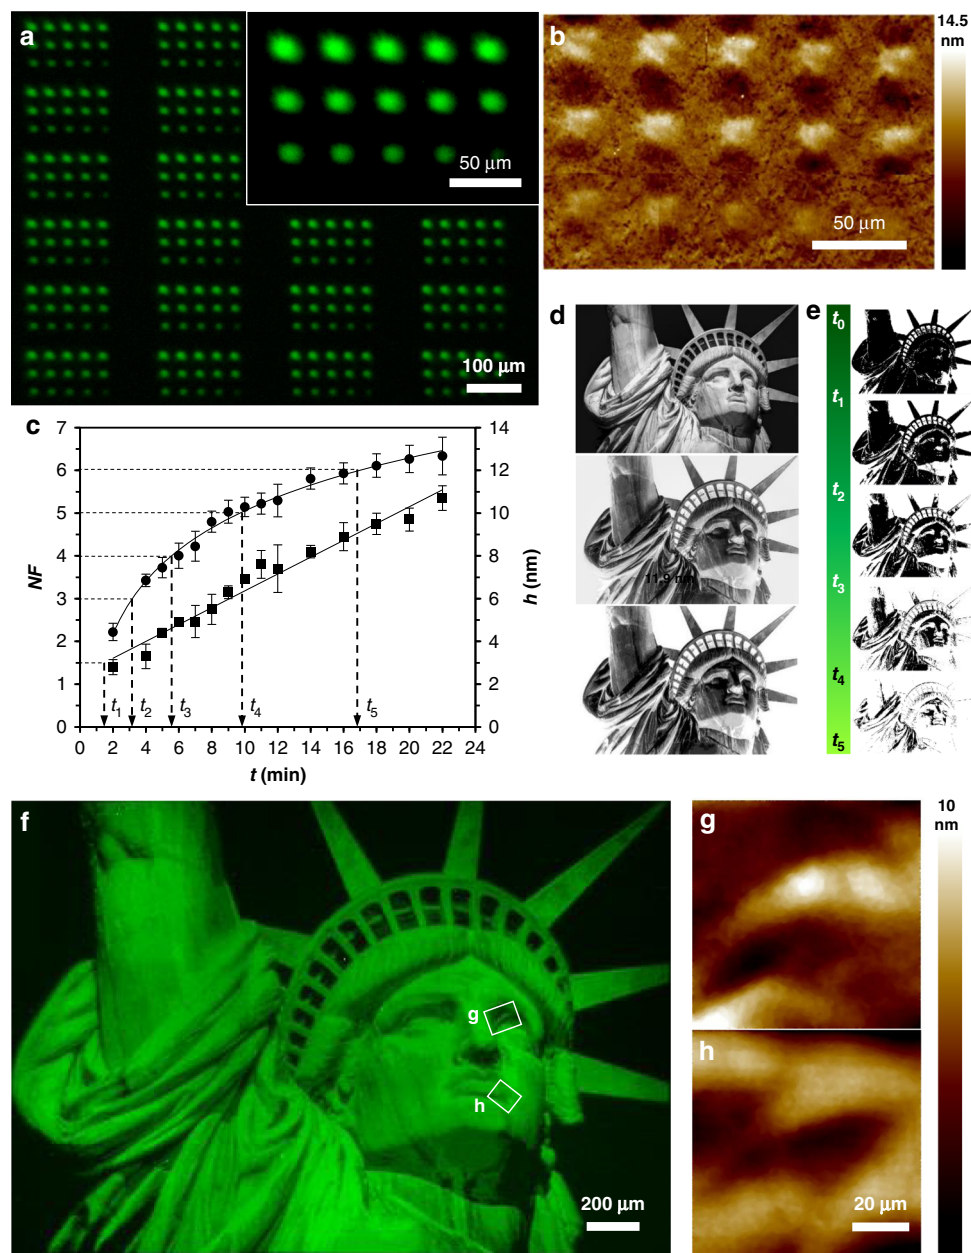 a
50 μm
100 μm
b
14.5
nm
50 μm
c
7
6
5
4
3
2
1
0
NF
14
12
10
8
6
4
2
0
h (nm)
t1
t2
t3
t4
t5
0 2 4 6 8 10 12 14 16 18 20 22 24
t (min)
d
11.9 nm
e
t0
t1
t2
t3
t4
t5
f
g
h
200 μm
g
10
nm
h
20 μm